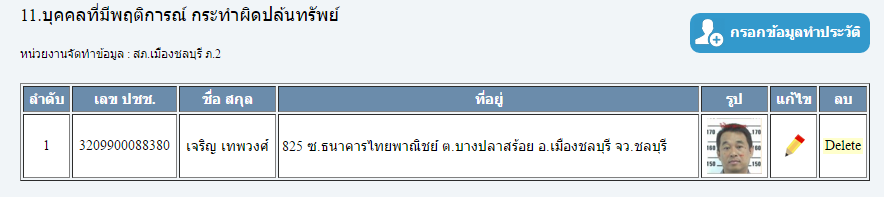 11.บุคคลที่มีพฤติการณ์ กระทำผิดปล้นทรัพย์
กรอกข้อมูลทำประวัติ
หน่วยงานจัดทำข้อมูล : สภ.เมืองชลบุรี ภ.2
ลำดับ เลข ปชช. ชื่อ สกุล ที่อยู่ รูป แก้ไข ลบ
1 3209900088380 เจริญ เทพวงศ์ 825 ซ.ธนาคารไทยพาณิชย์ ต.บางปลาสร้อย อ.เมืองชลบุรี จว.ชลบุรี Delete
170 170
160 160
150 150